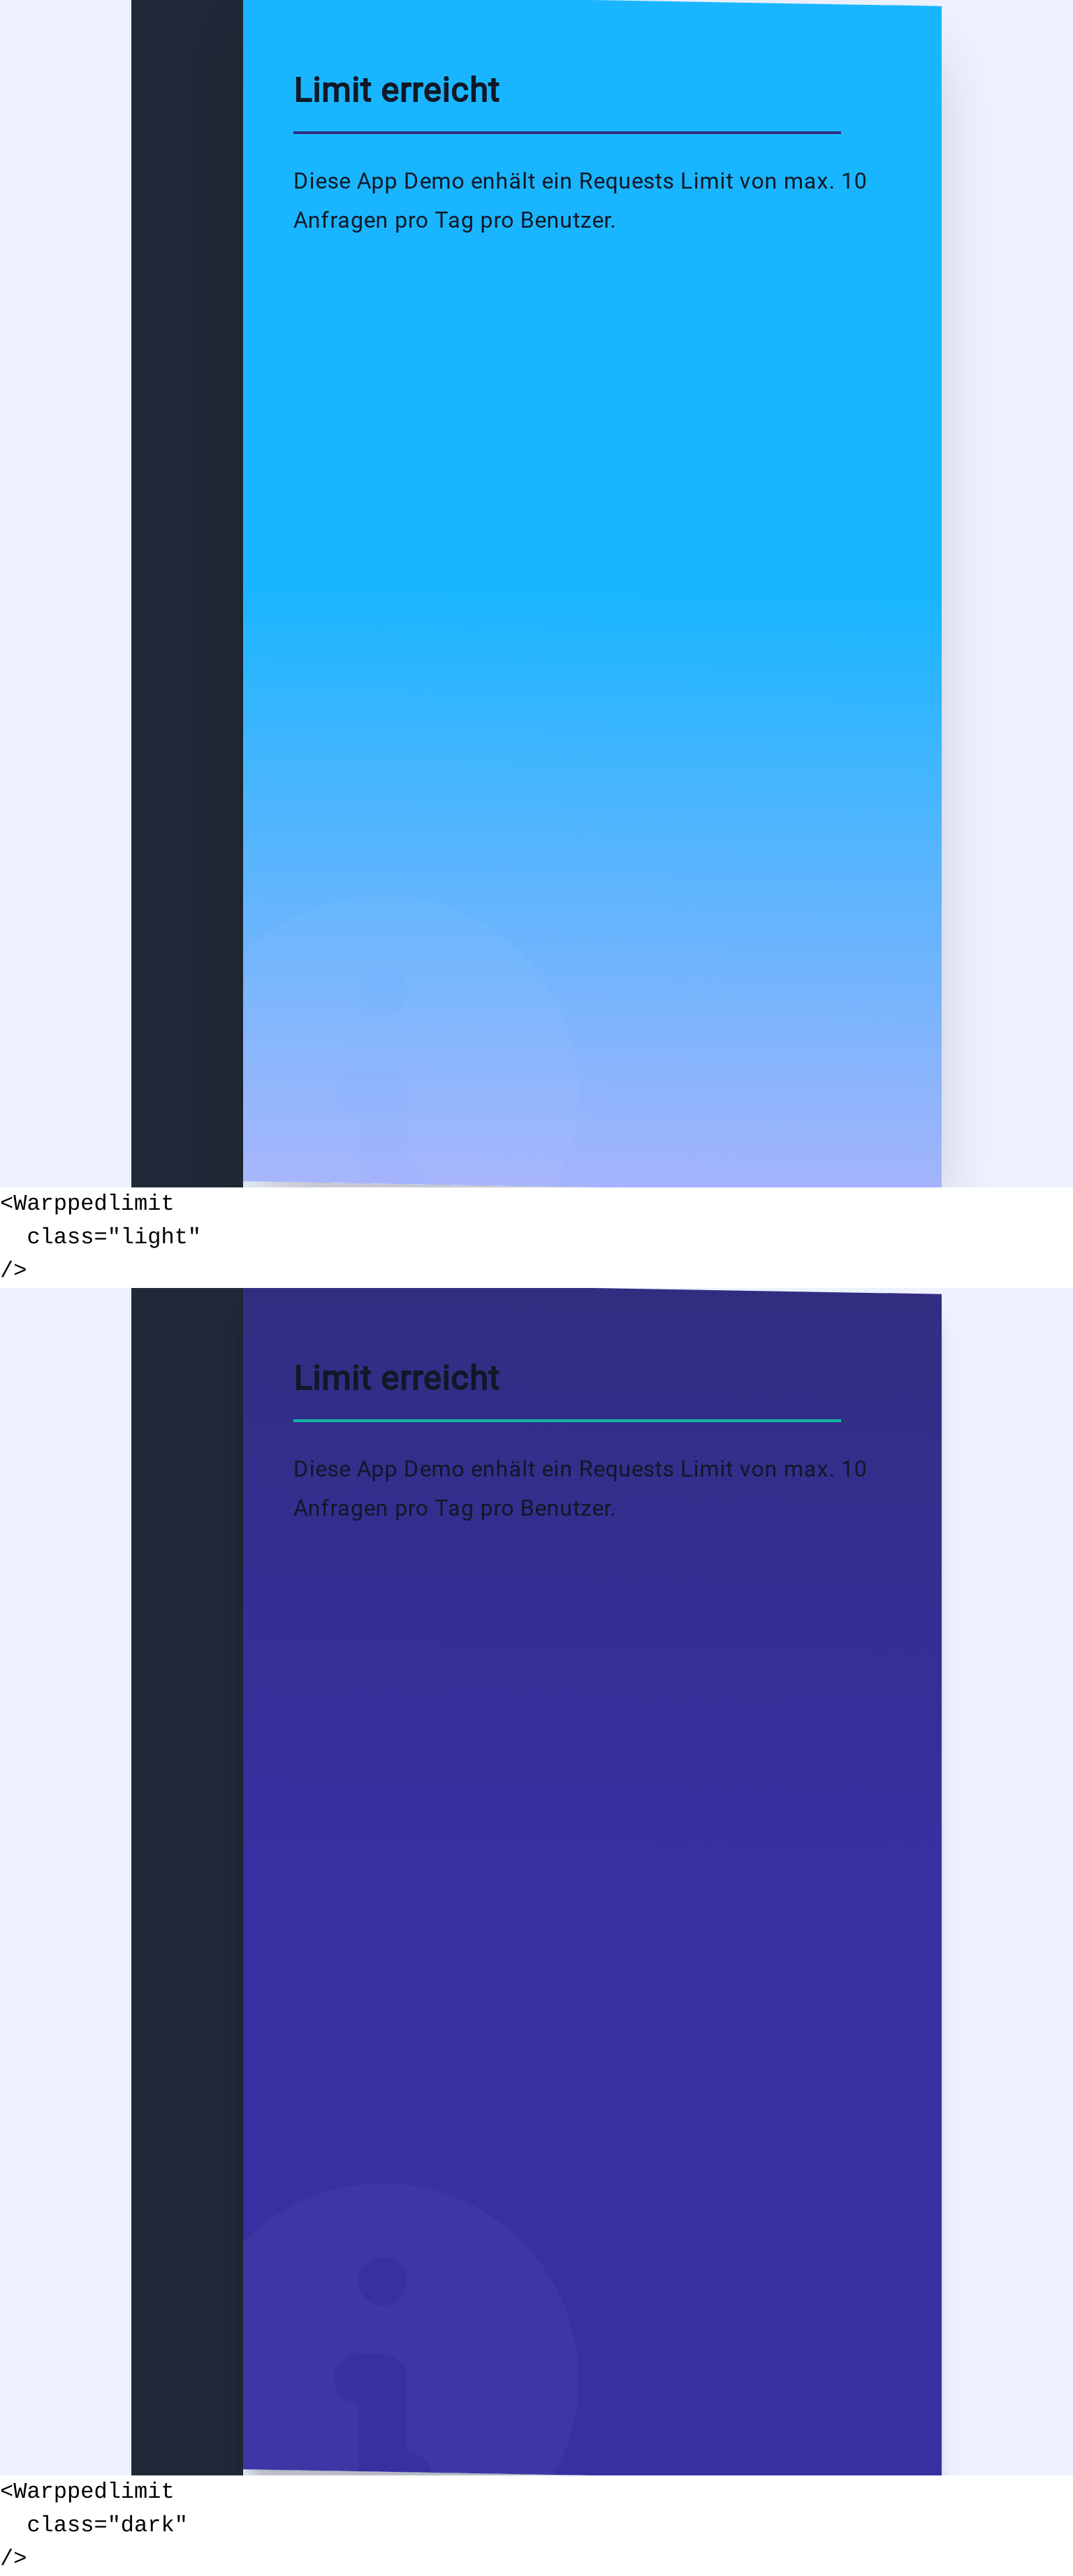 Limit erreicht
Diese App Demo enhält ein Requests Limit von max. 10
Anfragen pro Tag pro Benutzer.
<Warppedlimit
  class="light"
/>
Limit erreicht
Diese App Demo enhält ein Requests Limit von max. 10
Anfragen pro Tag pro Benutzer.
<Warppedlimit
  class="dark"
/>